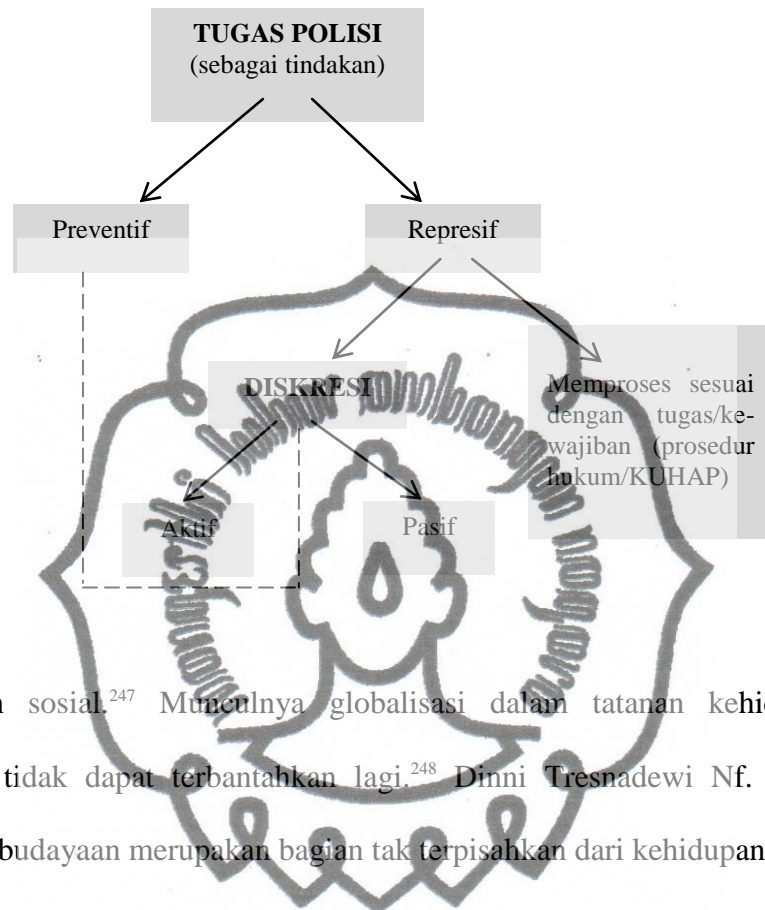 TUGAS POLISI
(sebagai tindakan)
Preventif
Represif
DISKRESI
Memproses sesuai
dengan tugas/ke-
wajiban (prosedur
hukum/KUHAP)
Aktif
Pasif
sosial.247 Munculnya globalisasi dalam tatanan
tidak dapat terbantahkan lagi.248 Dinni Tresnadewi Nf.
budayaan merupakan bagian tak terpisahkan dari kehidupan